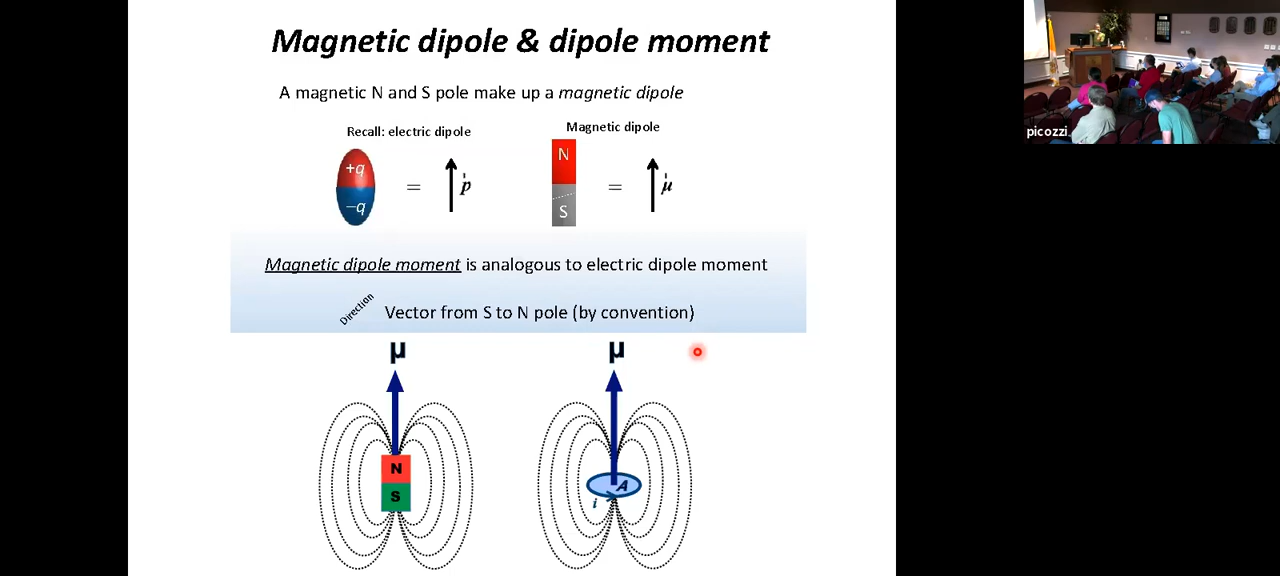 Magnetic dipole & dipole moment
A magnetic N and S pole make up a magnetic dipole
Recall: electric dipole
Magnetic dipole
+q
−q
=
p
N
S
=
μ
Magnetic dipole moment is analogous to electric dipole moment
Direction
Vector from S to N pole (by convention)
μ
μ
N
S
A
i
picozzi